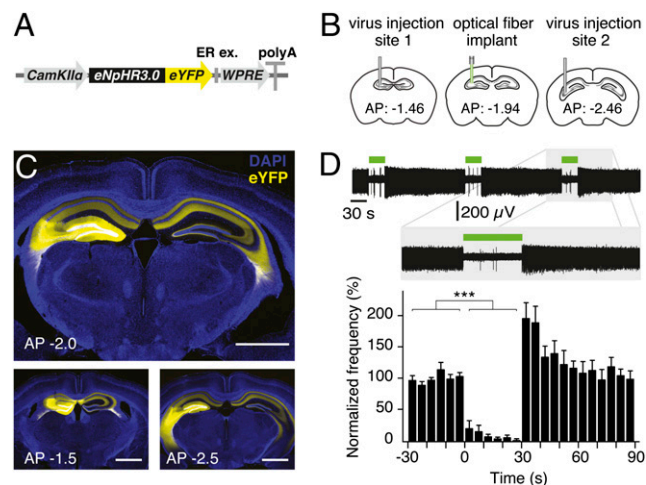 A
ER ex. polyA
CamKIIα eNpHR3.0 eYFP WPRE
B
virus injection site 1
optical fiber implant
virus injection site 2
AP: -1.46
AP: -1.94
AP: -2.46
C
DAPI
eYFP
AP -2.0
AP -1.5
AP -2.5
D
30 s
200 µV
***
Normalized frequency (%)
200
150
100
50
0
-30 0 30 60 90
Time (s)